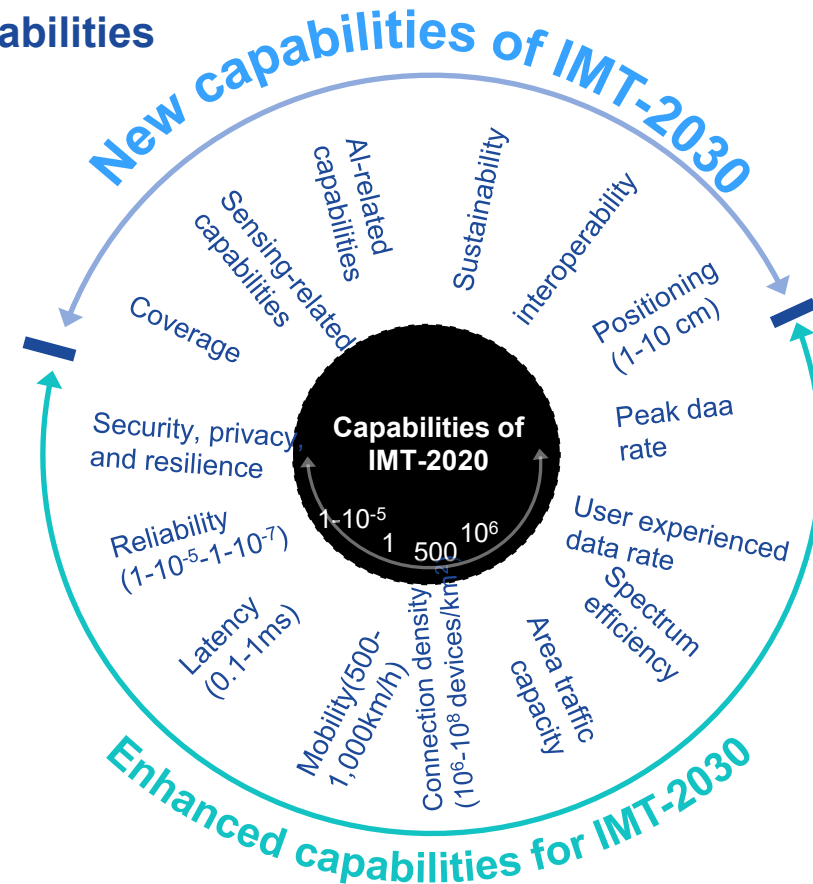 abilities
New capabilities of IMT-2030
Coverage
Sensing-related
capabilities
AI-related
capabilities
Sustainability
interoperability
Positioning
(1-10 cm)
Peak daa
rate
User experienced
data rate
Spectrum
efficiency
Area traffic
capacity
Connection density
(10⁶-10⁸ devices/km²)
Mobility(500-
1,000km/h)
Latency
(0.1-1ms)
Reliability
(1-10⁻⁵-1-10⁻⁷)
Security, privacy,
and resilience
Capabilities of
IMT-2020
1-10⁻⁵
1
500
10⁶
Enhanced capabilities for IMT-2030